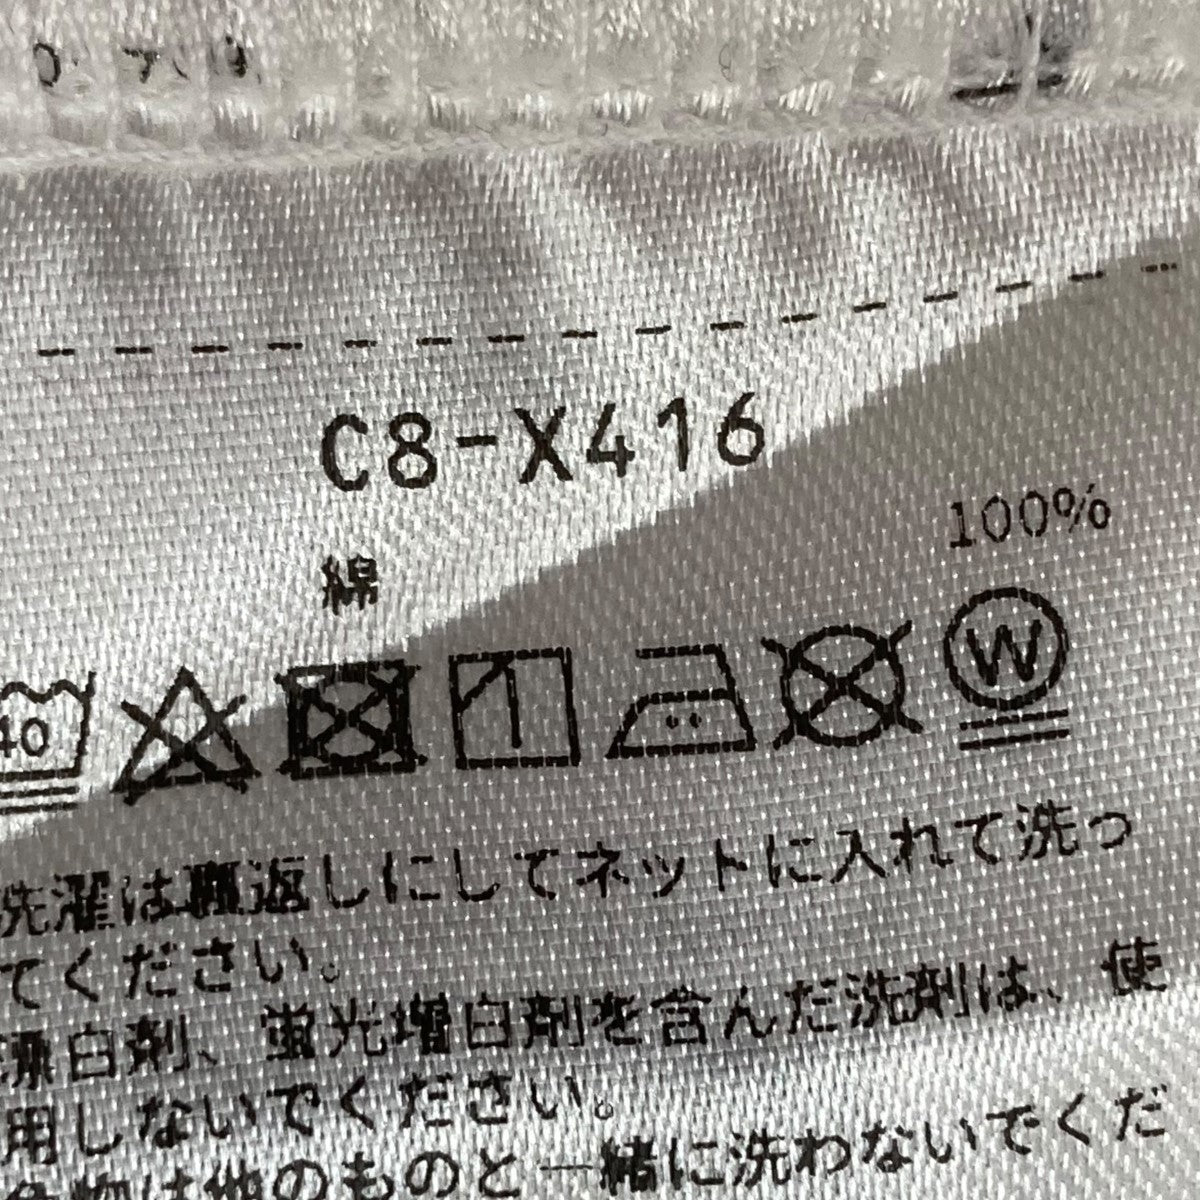 C8-X416
綿 100%
40
W
洗濯は裏返しにしてネットに入れて洗っ
てください。
漂白剤、蛍光増白剤を含んだ洗剤は、使
用しないでください。
物は他のものと一緒に洗わないでくだ